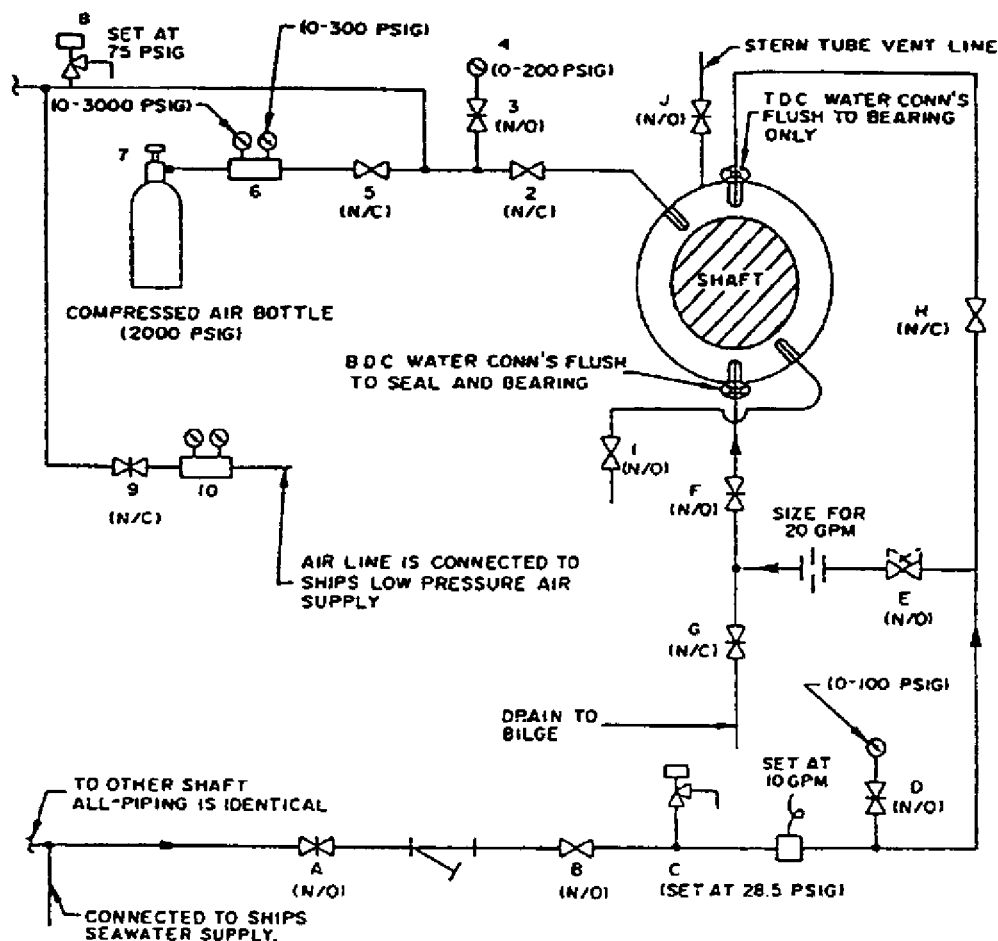 8
SET AT
75 PSIG
(0-300 PSIG)
4
(0-200 PSIG)
STERN TUBE VENT LINE
(0-3000 PSIG)
3
(N/O)
J
(N/O)
TDC WATER CONN'S
FLUSH TO BEARING
ONLY
7
6
5
(N/C)
2
(N/C)
SHAFT
H
(N/C)
COMPRESSED AIR BOTTLE
(2000 PSIG)
BDC WATER CONN'S FLUSH
TO SEAL AND BEARING
9
(N/C)
10
I
(N/O)
F
(N/O)
SIZE FOR
20 GPM
AIR LINE IS CONNECTED TO
SHIPS LOW PRESSURE AIR
SUPPLY
E
(N/O)
G
(N/C)
(0-100 PSIG)
DRAIN TO
BILGE
SET AT
10 GPM
D
(N/O)
TO OTHER SHAFT
ALL-PIPING IS IDENTICAL
A
(N/O)
B
(N/O)
C
(SET AT 28.5 PSIG)
CONNECTED TO SHIPS
SEAWATER SUPPLY.